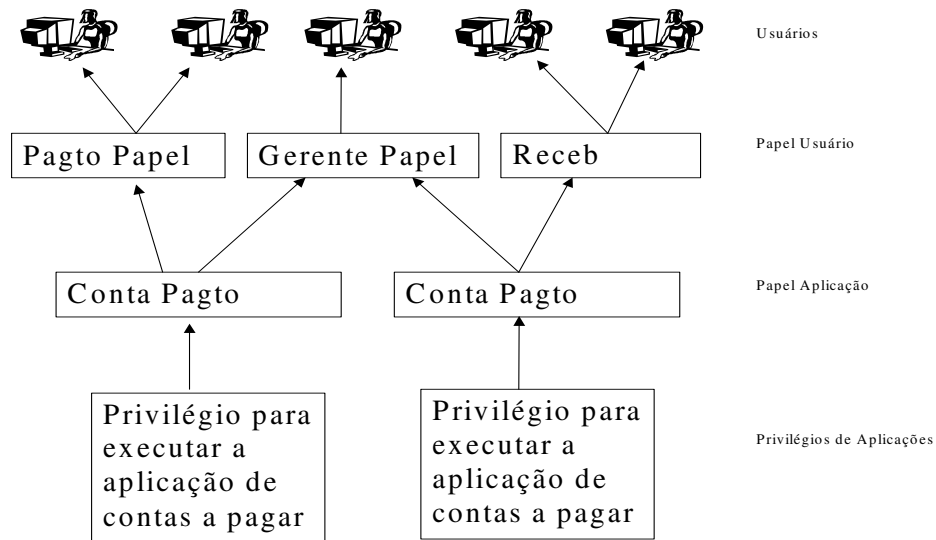 Usuários
Pagto Papel
Gerente Papel
Receb
Papel Usuário
Conta Pagto
Conta Pagto
Papel Aplicação
Privilégio para
executar a
aplicação de
contas a pagar
Privilégio para
executar a
aplicação de
contas a pagar
Privilégios de Aplicações